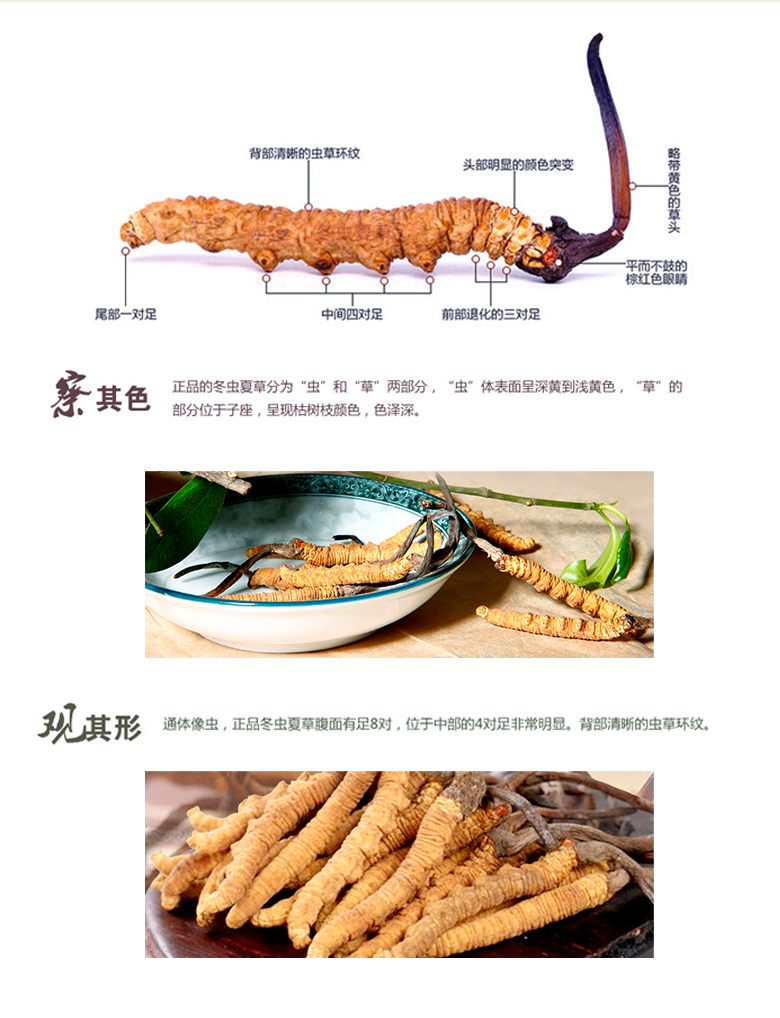 背部清晰的虫草环纹
头部明显的颜色突变
略带黄色的草头
平而不鼓的
棕红色眼睛
尾部一对足
中间四对足
前部退化的三对足
察其色
正品的冬虫夏草分为“虫”和“草”两部分，“虫”体表面呈深黄到浅黄色，“草”的
部分位于子座，呈现枯树枝颜色，色泽深。
观其形
通体像虫，正品冬虫夏草腹面有足8对，位于中部的4对足非常明显。背部清晰的虫草环纹。